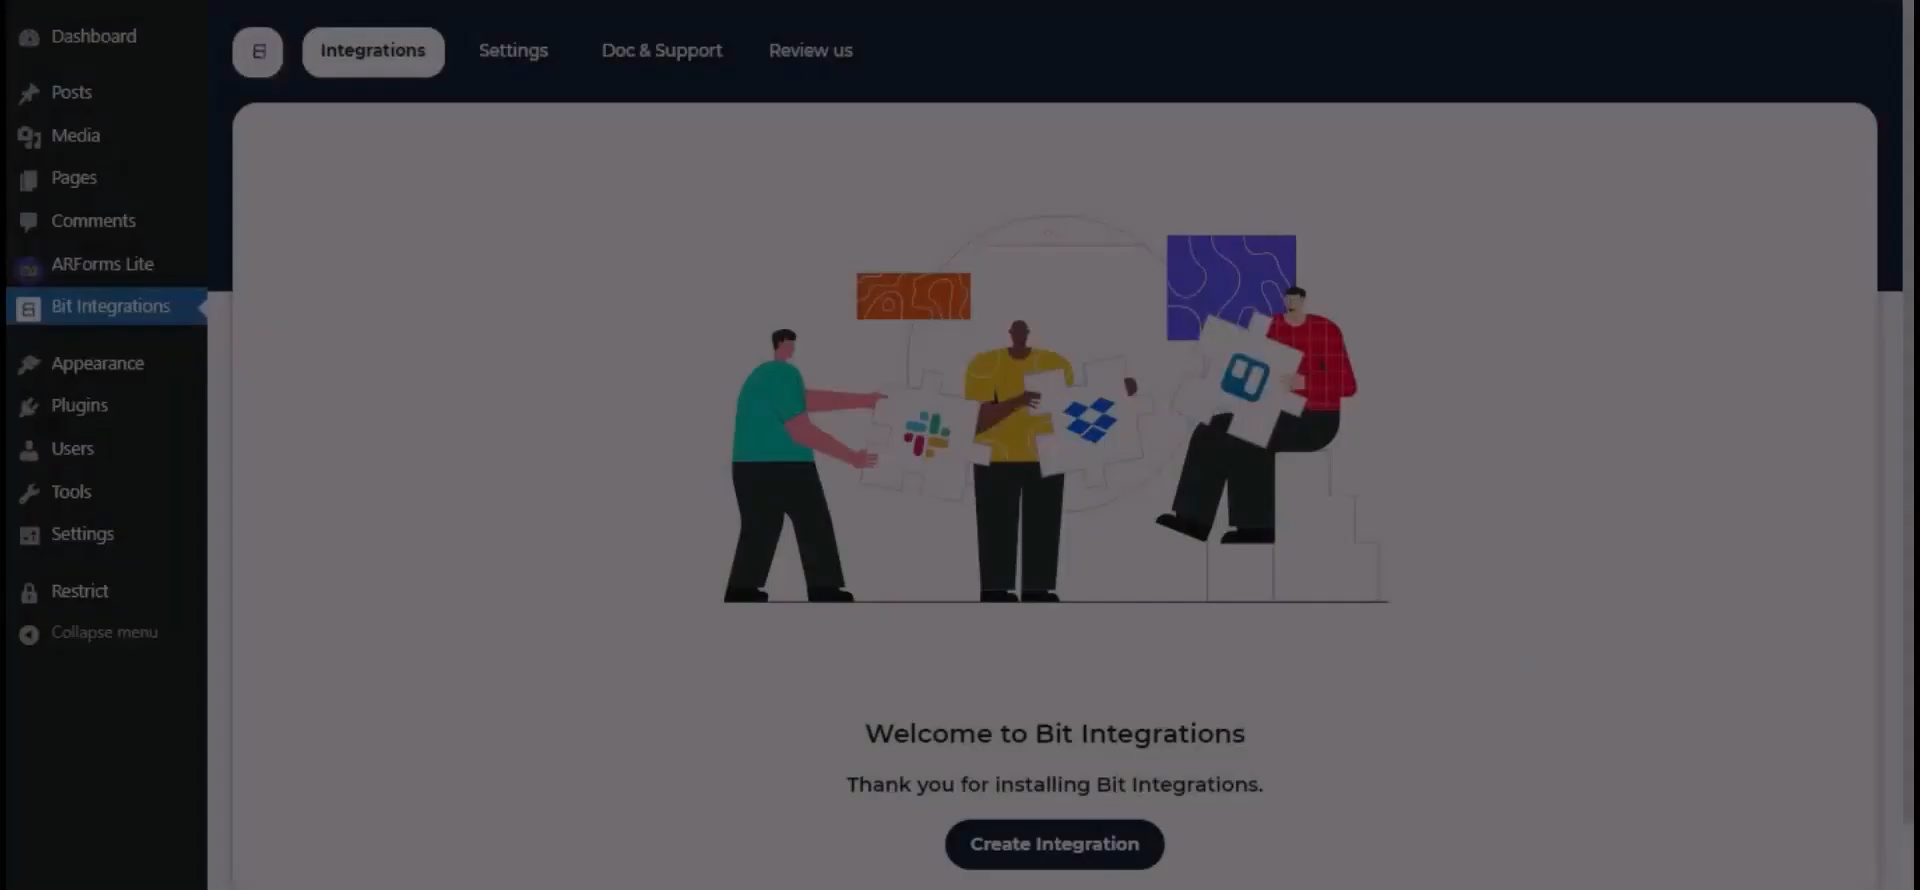 Dashboard
Posts
Media
Pages
Comments
ARForms Lite
Bit Integrations
Appearance
Plugins
Users
Tools
Settings
Restrict
Collapse menu
Integrations
Settings
Doc & Support
Review us
Welcome to Bit Integrations
Thank you for installing Bit Integrations.
Create Integration